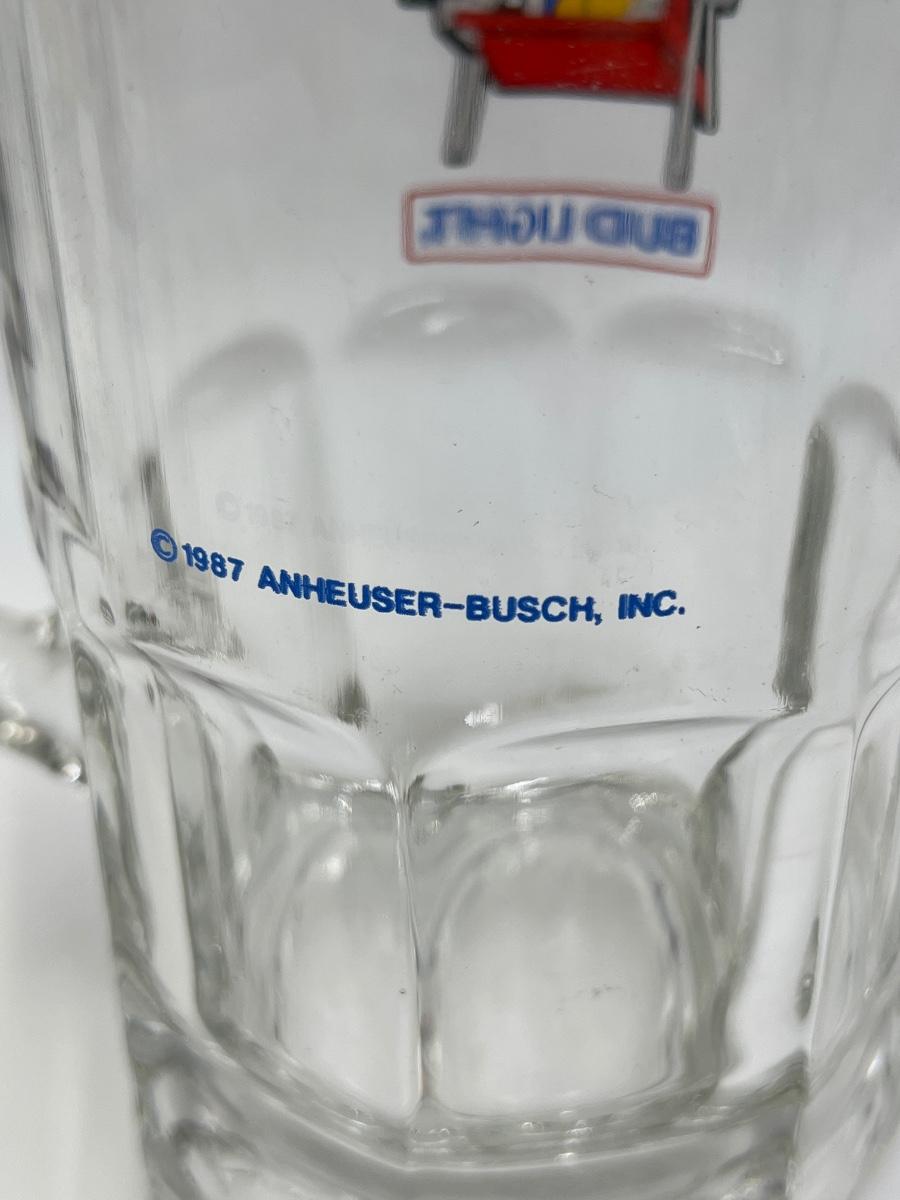 BUD LIGHT.
© 1987 ANHEUSER-BUSCH, INC.